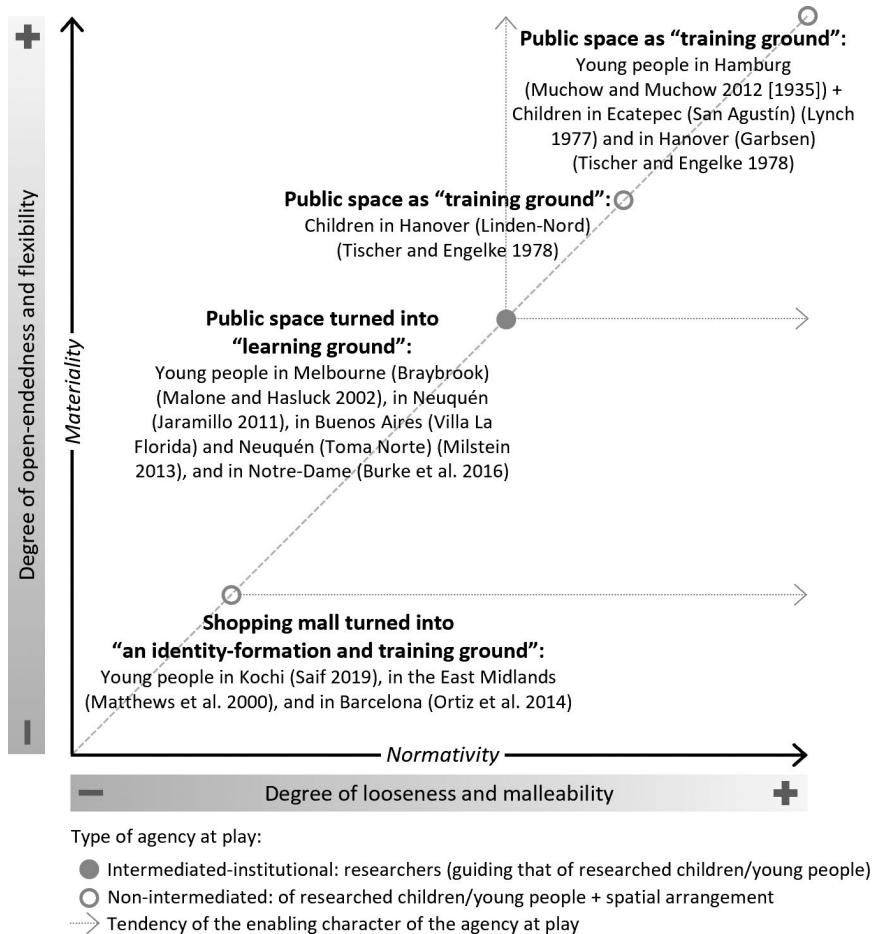 +
Public space as “training ground”:
Young people in Hamburg
(Muchow and Muchow 2012 [1935]) +
Children in Ecatepec (San Agustín) (Lynch
1977) and in Hanover (Garbsen)
(Tischer and Engelke 1978)
Public space as “training ground”:
Children in Hanover (Linden-Nord)
(Tischer and Engelke 1978)
Degree of open-endedness and flexibility
Materiality
Public space turned into
“learning ground”:
Young people in Melbourne (Braybrook)
(Malone and Hasluck 2002), in Neuquén
(Jaramillo 2011), in Buenos Aires (Villa La
Florida) and Neuquén (Toma Norte) (Milstein
2013), and in Notre-Dame (Burke et al. 2016)
Shopping mall turned into
“an identity-formation and training ground”:
Young people in Kochi (Saif 2019), in the East Midlands
(Matthews et al. 2000), and in Barcelona (Ortiz et al. 2014)
–
Normativity
– Degree of looseness and malleability +
Type of agency at play:
Intermediated-institutional: researchers (guiding that of researched children/young people)
Non-intermediated: of researched children/young people + spatial arrangement
Tendency of the enabling character of the agency at play